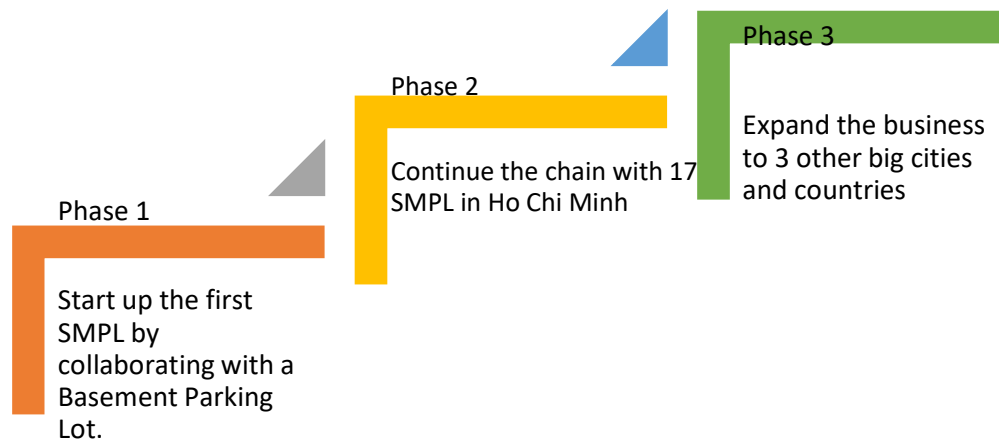 Phase 1
Start up the first
SMPL by
collaborating with a
Basement Parking
Lot.
Phase 2
Continue the chain with 17
SMPL in Ho Chi Minh
Phase 3
Expand the business
to 3 other big cities
and countries